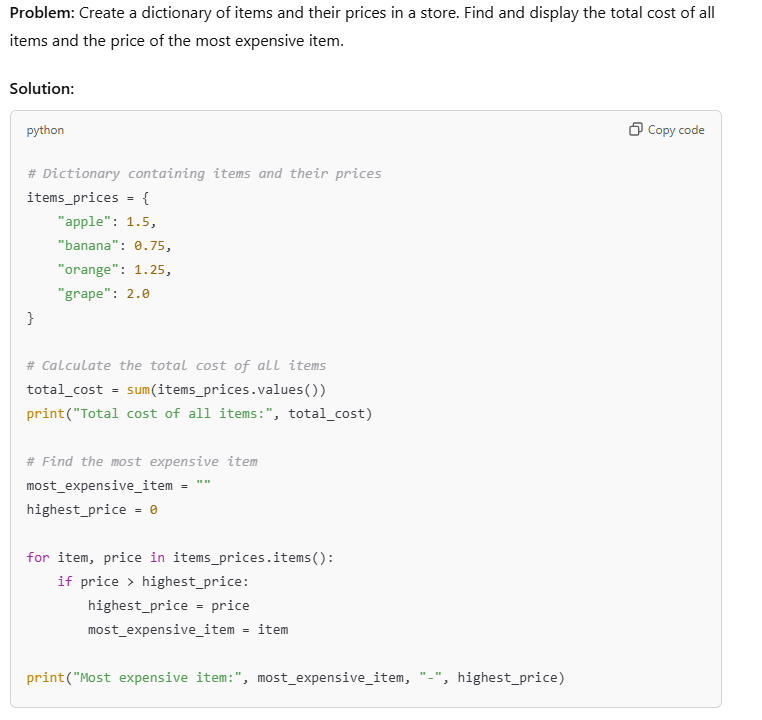 Problem: Create a dictionary of items and their prices in a store. Find and display the total cost of all
items and the price of the most expensive item.
Solution:
python
Copy code
# Dictionary containing items and their prices
items_prices = {
    "apple": 1.5,
    "banana": 0.75,
    "orange": 1.25,
    "grape": 2.0
}
# Calculate the total cost of all items
total_cost = sum(items_prices.values())
print("Total cost of all items:", total_cost)
# Find the most expensive item
most_expensive_item = ""
highest_price = 0
for item, price in items_prices.items():
    if price > highest_price:
        highest_price = price
        most_expensive_item = item
print("Most expensive item:", most_expensive_item, "-", highest_price)